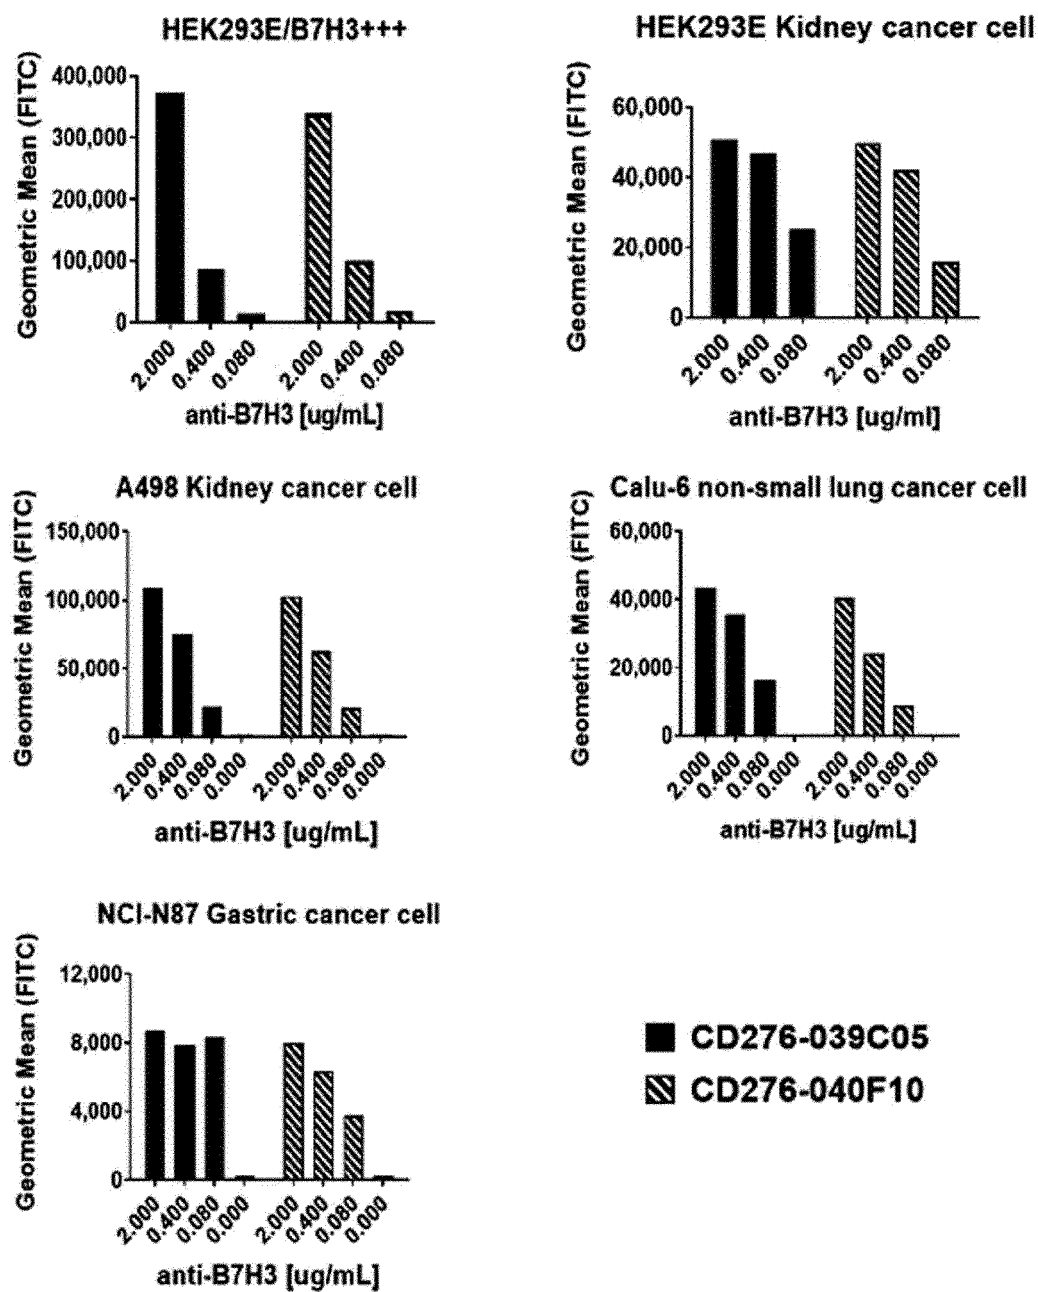 HEK293E/B7H3+++
Geometric Mean (FITC)
400,000
300,000
200,000
100,000
0
2.000 0.400 0.080 2.000 0.400 0.080
anti-B7H3 [ug/mL]
HEK293E Kidney cancer cell
Geometric Mean (FITC)
60,000
40,000
20,000
0
2.000 0.400 0.080 2.000 0.400 0.080
anti-B7H3 [ug/ml]
A498 Kidney cancer cell
Geometric Mean (FITC)
150,000
100,000
50,000
0
2.000 0.400 0.080 0.000 2.000 0.400 0.080 0.000
anti-B7H3 [ug/mL]
Calu-6 non-small lung cancer cell
Geometric Mean (FITC)
60,000
40,000
20,000
0
2.000 0.400 0.080 0.000 2.000 0.400 0.080 0.000
anti-B7H3 [ug/mL]
NCI-N87 Gastric cancer cell
Geometric Mean (FITC)
12,000
8,000
4,000
0
2.000 0.400 0.080 0.000 2.000 0.400 0.080 0.000
anti-B7H3 [ug/mL]
CD276-039C05
CD276-040F10